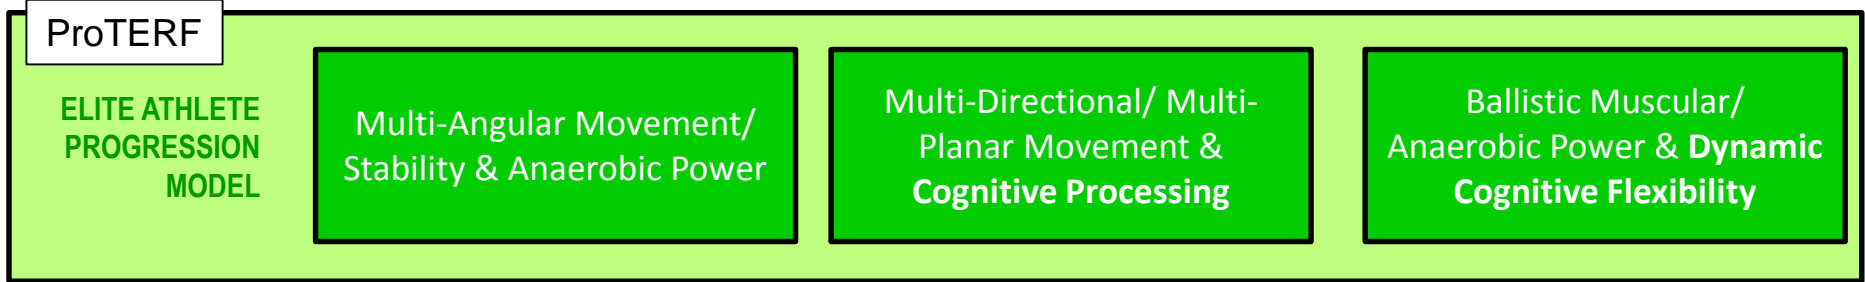 ProTERF
ELITE ATHLETE
PROGRESSION
MODEL
Multi-Angular Movement/
Stability & Anaerobic Power
Multi-Directional/ Multi-
Planar Movement &
Cognitive Processing
Ballistic Muscular/
Anaerobic Power & Dynamic
Cognitive Flexibility